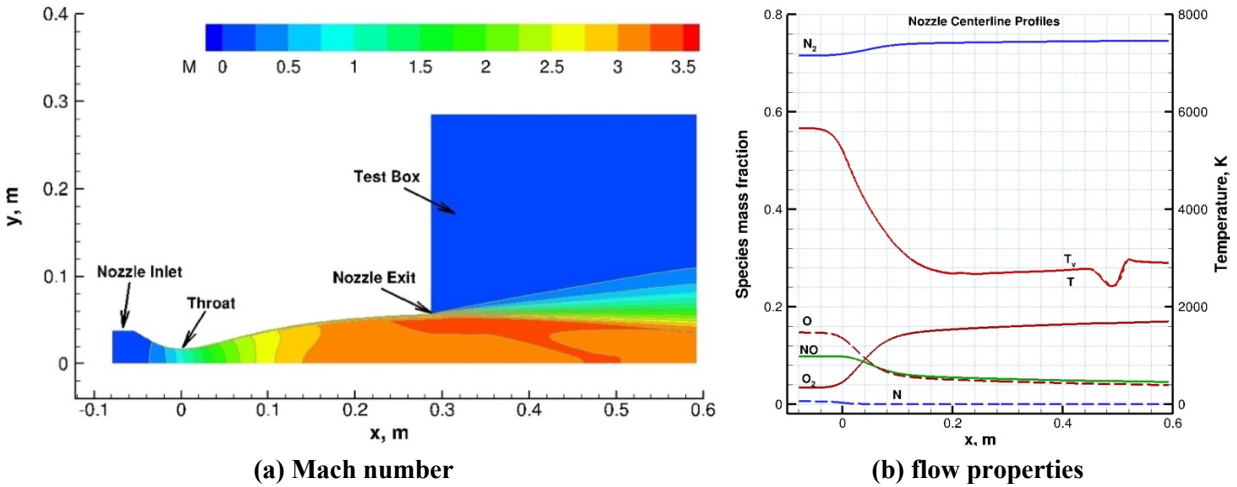 0.4
0.3
0.2
0.1
0
y, m
M 0 0.5 1 1.5 2 2.5 3 3.5
Test Box
Nozzle Inlet
Nozzle Exit
Throat
-0.1 0 0.1 0.2 0.3 0.4 0.5 0.6
x, m
(a) Mach number
Nozzle Centerline Profiles
0.8
0.6
0.4
0.2
0
Species mass fraction
N₂
Tᵥ
T
O
NO
O₂
N
8000
6000
4000
2000
0
Temperature, K
0 0.2 0.4 0.6
x, m
(b) flow properties